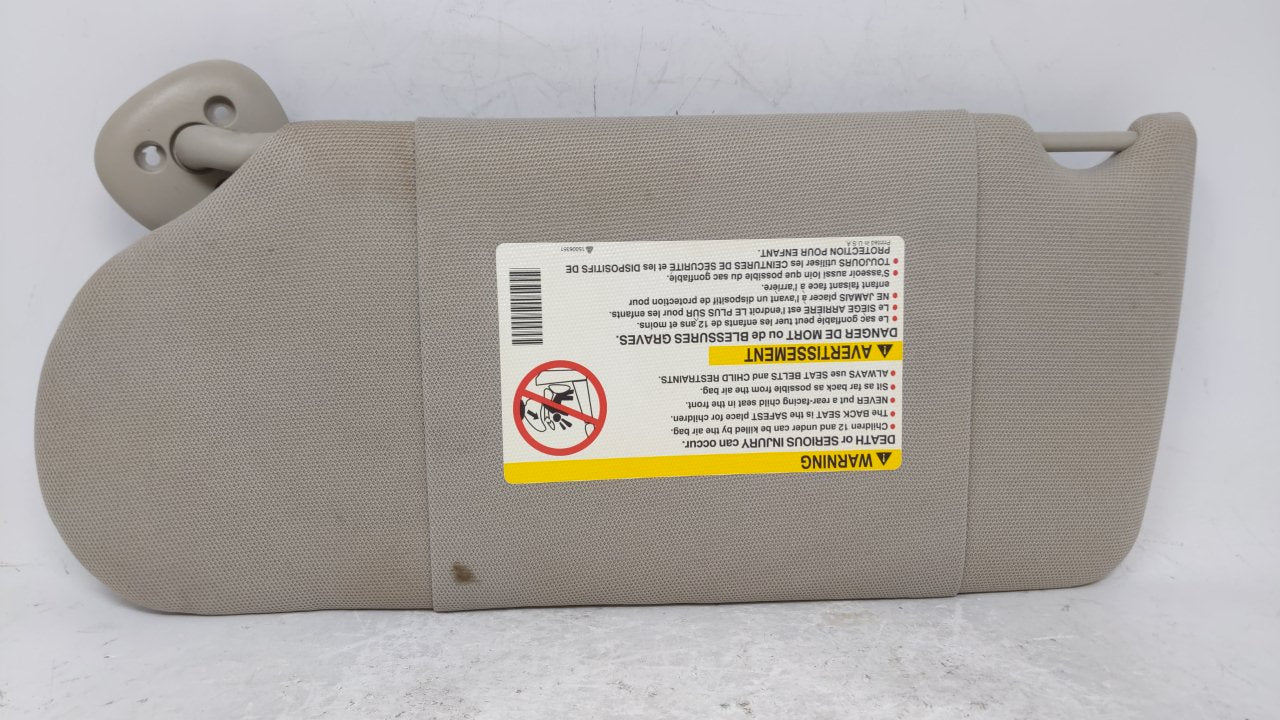 WARNING
DEATH or SERIOUS INJURY can occur.
Children 12 and under can be killed by the air bag.
The BACK SEAT is the SAFEST place for children.
NEVER put a rear-facing child seat in the front.
Sit as far back as possible from the air bag.
ALWAYS use SEAT BELTS and CHILD RESTRAINTS.
AVERTISSEMENT
DANGER DE MORT ou de BLESSURES GRAVES.
Le sac gonflable peut tuer les enfants de 12 ans et moins.
Le SIEGE ARRIÈRE est l'endroit LE PLUS SUR pour les enfants.
NE JAMAIS placer à l'avant un dispositif de protection pour
enfant faisant face à l'arrière.
S'asseoir aussi loin que possible du sac gonflable.
TOUJOURS utiliser les CEINTURES DE SÉCURITÉ et les DISPOSITIFS DE
PROTECTION POUR ENFANT.
Printed in U.S.A.
15006361